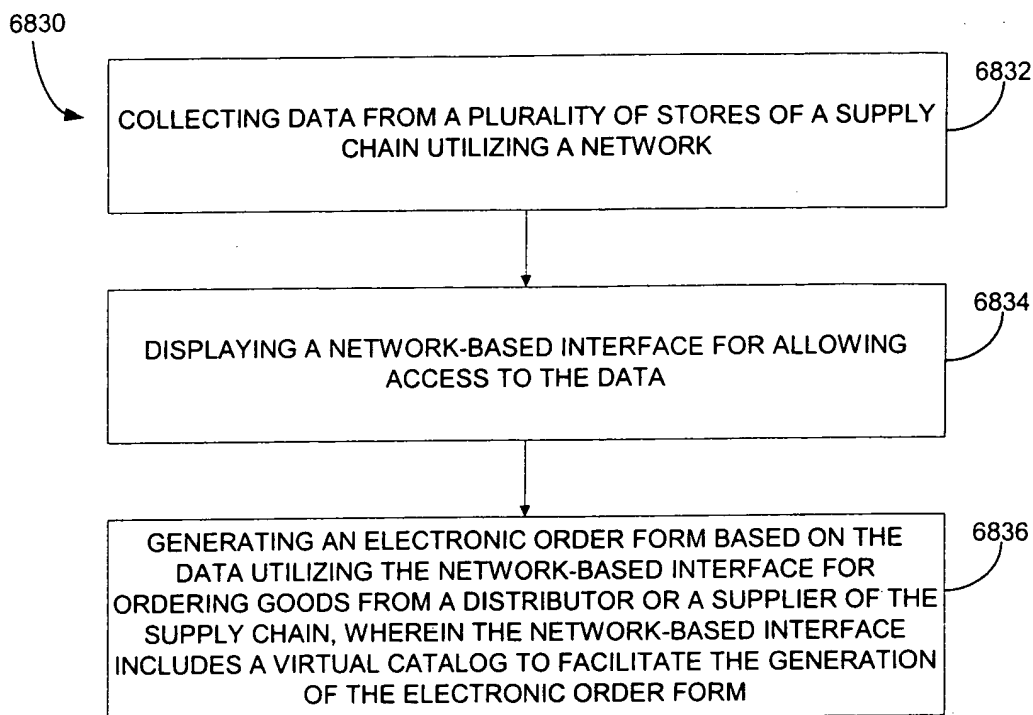 6830
6832
COLLECTING DATA FROM A PLURALITY OF STORES OF A SUPPLY
CHAIN UTILIZING A NETWORK
6834
DISPLAYING A NETWORK-BASED INTERFACE FOR ALLOWING
ACCESS TO THE DATA
6836
GENERATING AN ELECTRONIC ORDER FORM BASED ON THE
DATA UTILIZING THE NETWORK-BASED INTERFACE FOR
ORDERING GOODS FROM A DISTRIBUTOR OR A SUPPLIER OF THE
SUPPLY CHAIN, WHEREIN THE NETWORK-BASED INTERFACE
INCLUDES A VIRTUAL CATALOG TO FACILITATE THE GENERATION
OF THE ELECTRONIC ORDER FORM